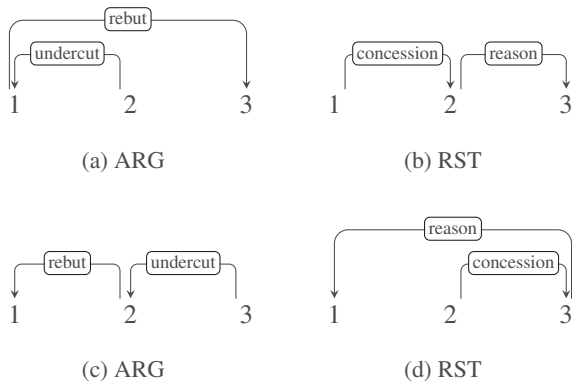 rebut
undercut
concession reason
1 2 3 1 2 3
(a) ARG (b) RST
reason
rebut undercut concession
1 2 3 1 2 3
(c) ARG (d) RST